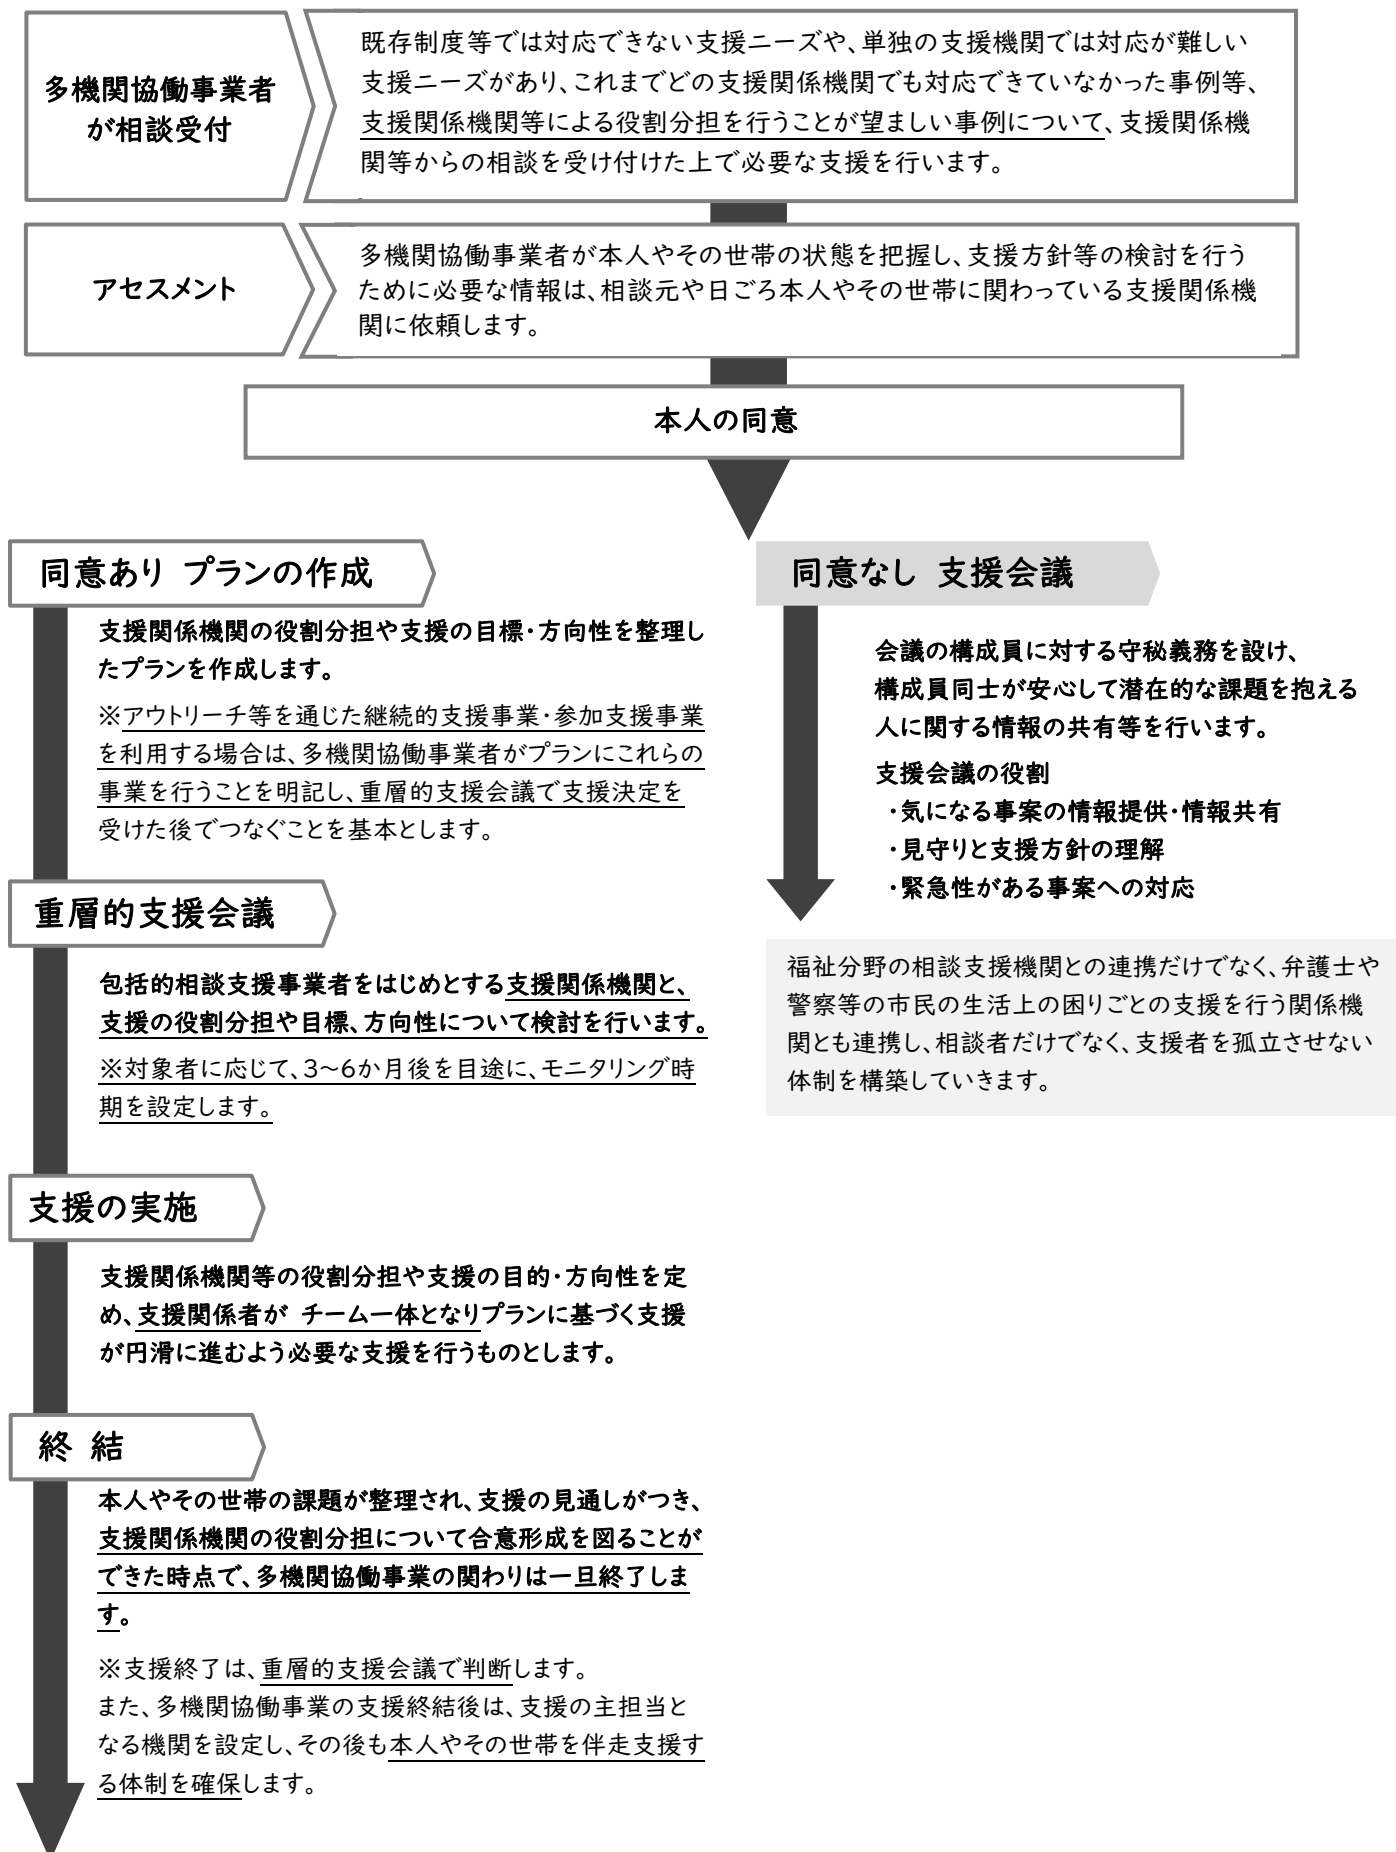 多機関協働事業者
が相談受付
既存制度等では対応できない支援ニーズや、単独の支援機関では対応が難しい
支援ニーズがあり、これまでどの支援関係機関でも対応できていなかった事例等、
支援関係機関等による役割分担を行うことが望ましい事例について、支援関係機
関等からの相談を受け付けた上で必要な支援を行います。
アセスメント
多機関協働事業者が本人やその世帯の状態を把握し、支援方針等の検討を行う
ために必要な情報は、相談元や日ごろ本人やその世帯に関わっている支援関係機
関に依頼します。
本人の同意
同意あり プランの作成
支援関係機関の役割分担や支援の目標・方向性を整理し
たプランを作成します。
※アウトリーチ等を通じた継続的支援事業・参加支援事業
を利用する場合は、多機関協働事業者がプランにこれらの
事業を行うことを明記し、重層的支援会議で支援決定を
受けた後でつなぐことを基本とします。
重層的支援会議
包括的相談支援事業者をはじめとする支援関係機関と、
支援の役割分担や目標、方向性について検討を行います。
※対象者に応じて、3～6か月後を目途に、モニタリング時
期を設定します。
支援の実施
支援関係機関等の役割分担や支援の目的・方向性を定
め、支援関係者が チーム一体となりプランに基づく支援
が円滑に進むよう必要な支援を行うものとします。
終 結
本人やその世帯の課題が整理され、支援の見通しがつき、
支援関係機関の役割分担について合意形成を図ることが
できた時点で、多機関協働事業の関わりは一旦終了しま
す。
※支援終了は、重層的支援会議で判断します。
また、多機関協働事業の支援終結後は、支援の主担当と
なる機関を設定し、その後も本人やその世帯を伴走支援す
る体制を確保します。
同意なし 支援会議
会議の構成員に対する守秘義務を設け、
構成員同士が安心して潜在的な課題を抱える
人に関する情報の共有等を行います。
支援会議の役割
・気になる事案の情報提供・情報共有
・見守りと支援方針の理解
・緊急性がある事案への対応
福祉分野の相談支援機関との連携だけでなく、弁護士や
警察等の市民の生活上の困りごとの支援を行う関係機
関とも連携し、相談者だけでなく、支援者を孤立させない
体制を構築していきます。